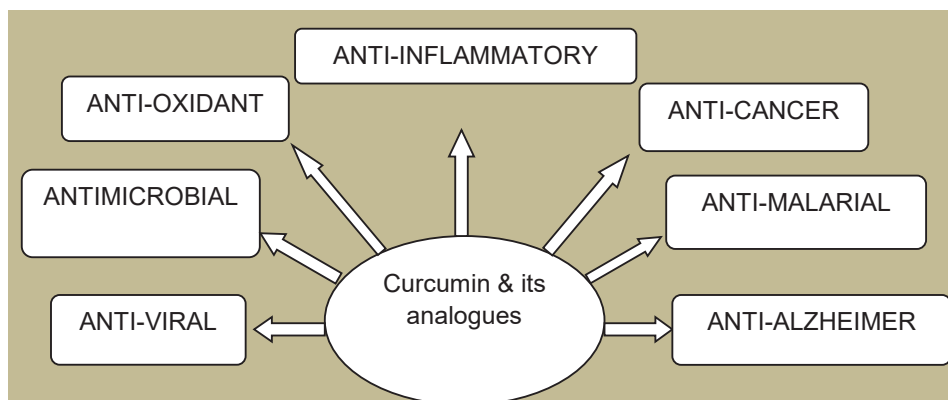 ANTI-INFLAMMATORY
ANTI-OXIDANT
ANTI-CANCER
ANTIMICROBIAL
ANTI-MALARIAL
Curcumin & its
analogues
ANTI-VIRAL
ANTI-ALZHEIMER